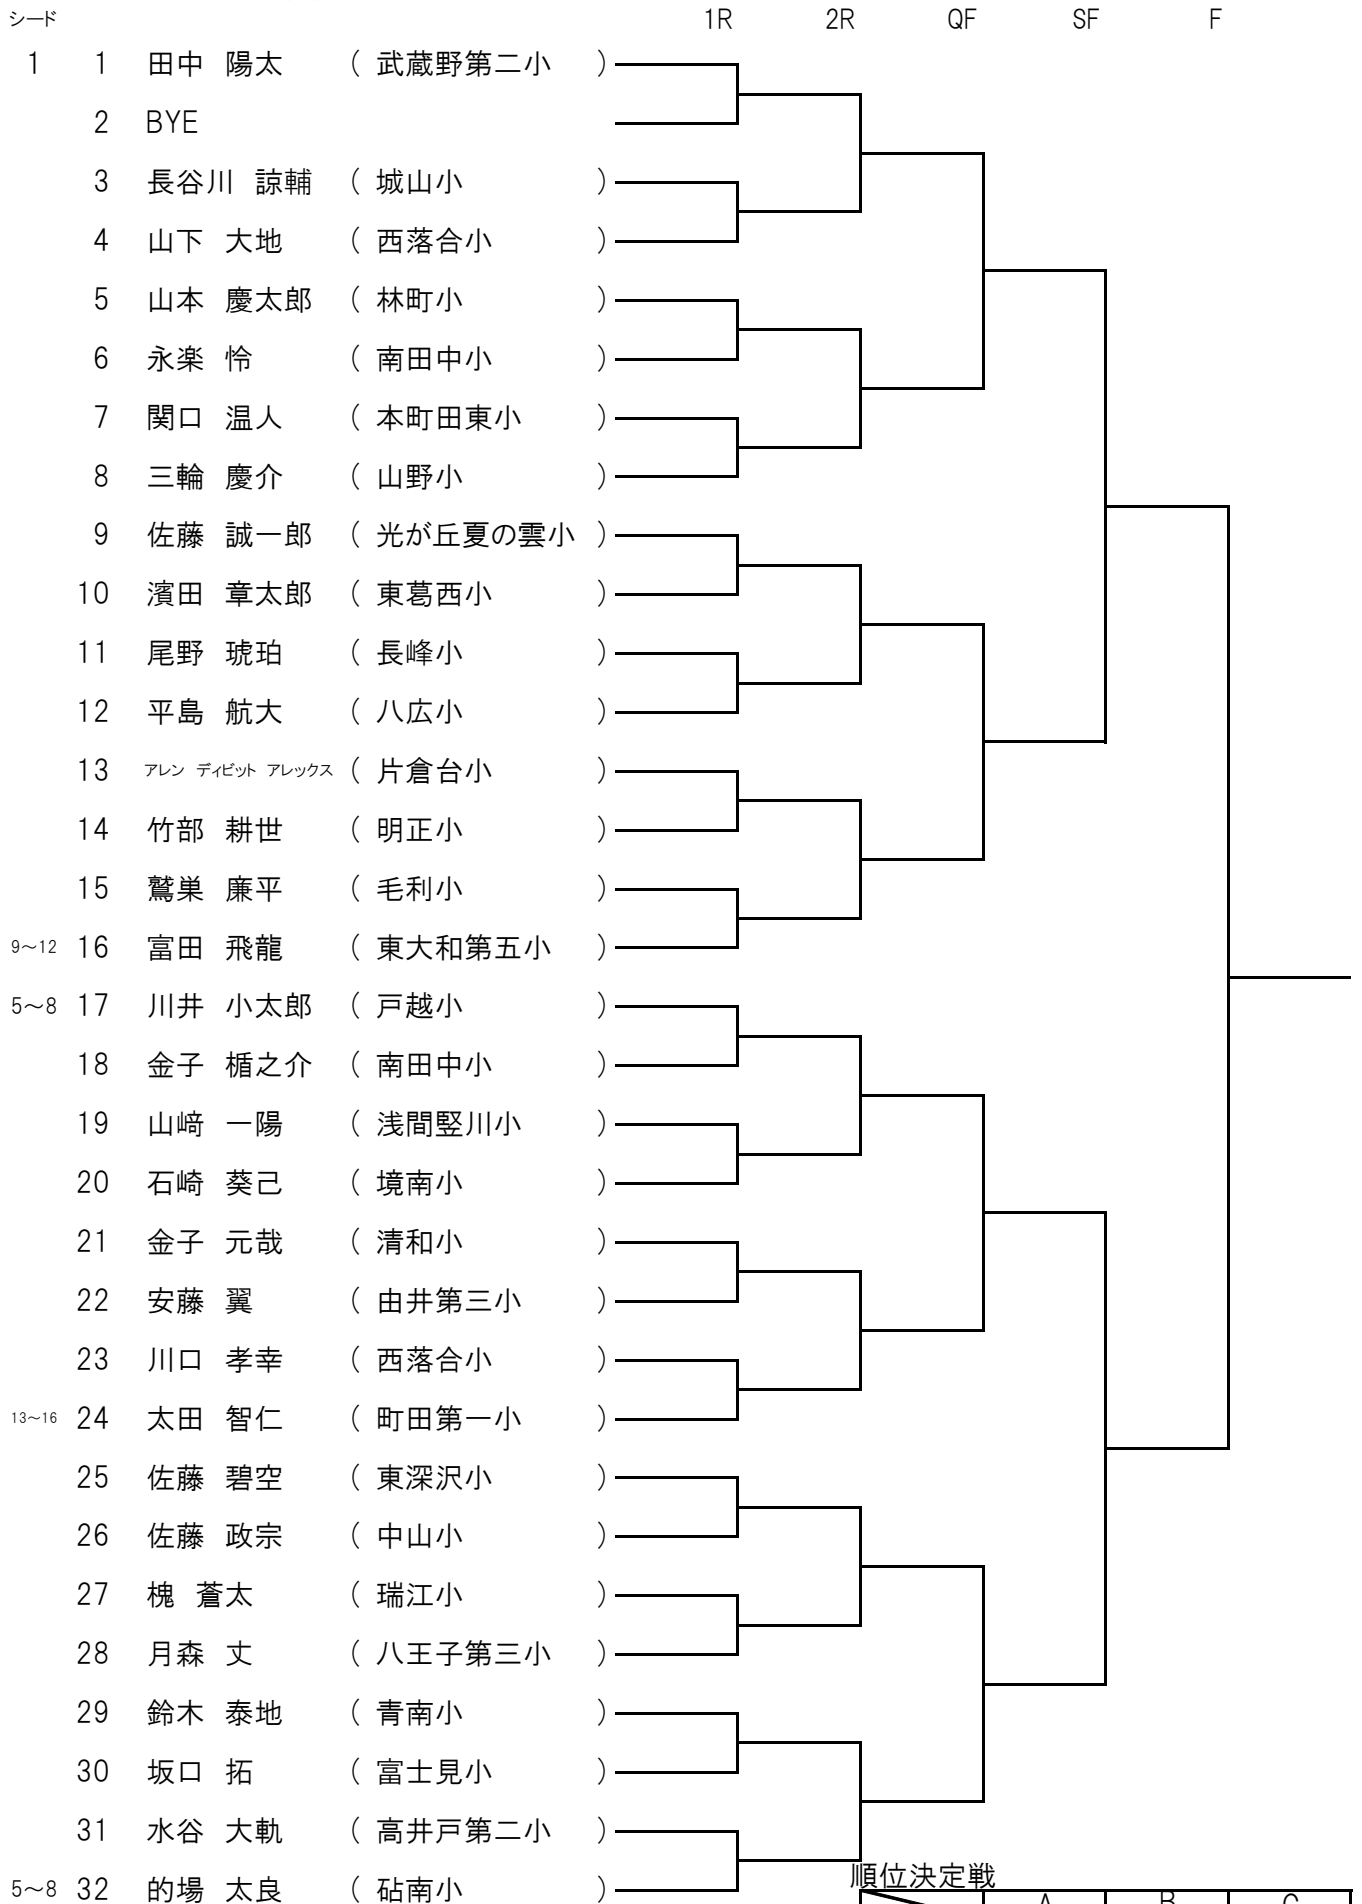 シード 1R 2R QF SF F
1 1 田中 陽太 ( 武蔵野第二小 )
2 BYE
3 長谷川 諒輔 ( 城山小 )
4 山下 大地 ( 西落合小 )
5 山本 慶太郎 ( 林町小 )
6 永楽 怜 ( 南田中小 )
7 関口 温人 ( 本町田東小 )
8 三輪 慶介 ( 山野小 )
9 佐藤 誠一郎 ( 光が丘夏の雲小 )
10 濱田 章太郎 ( 東葛西小 )
11 尾野 琥珀 ( 長峰小 )
12 平島 航大 ( 八広小 )
13 アレン ディビット アレックス ( 片倉台小 )
14 竹部 耕世 ( 明正小 )
15 鷲巣 廉平 ( 毛利小 )
9～12 16 富田 飛龍 ( 東大和第五小 )
5～8 17 川井 小太郎 ( 戸越小 )
18 金子 楯之介 ( 南田中小 )
19 山﨑 一陽 ( 浅間竪川小 )
20 石崎 葵己 ( 境南小 )
21 金子 元哉 ( 清和小 )
22 安藤 翼 ( 由井第三小 )
23 川口 孝幸 ( 西落合小 )
13～16 24 太田 智仁 ( 町田第一小 )
25 佐藤 碧空 ( 東深沢小 )
26 佐藤 政宗 ( 中山小 )
27 槐 蒼太 ( 瑞江小 )
28 月森 丈 ( 八王子第三小 )
29 鈴木 泰地 ( 青南小 )
30 坂口 拓 ( 富士見小 )
31 水谷 大軌 ( 高井戸第二小 )
順位決定戦
5～8 32 的場 太良 ( 砧南小 )
A B C